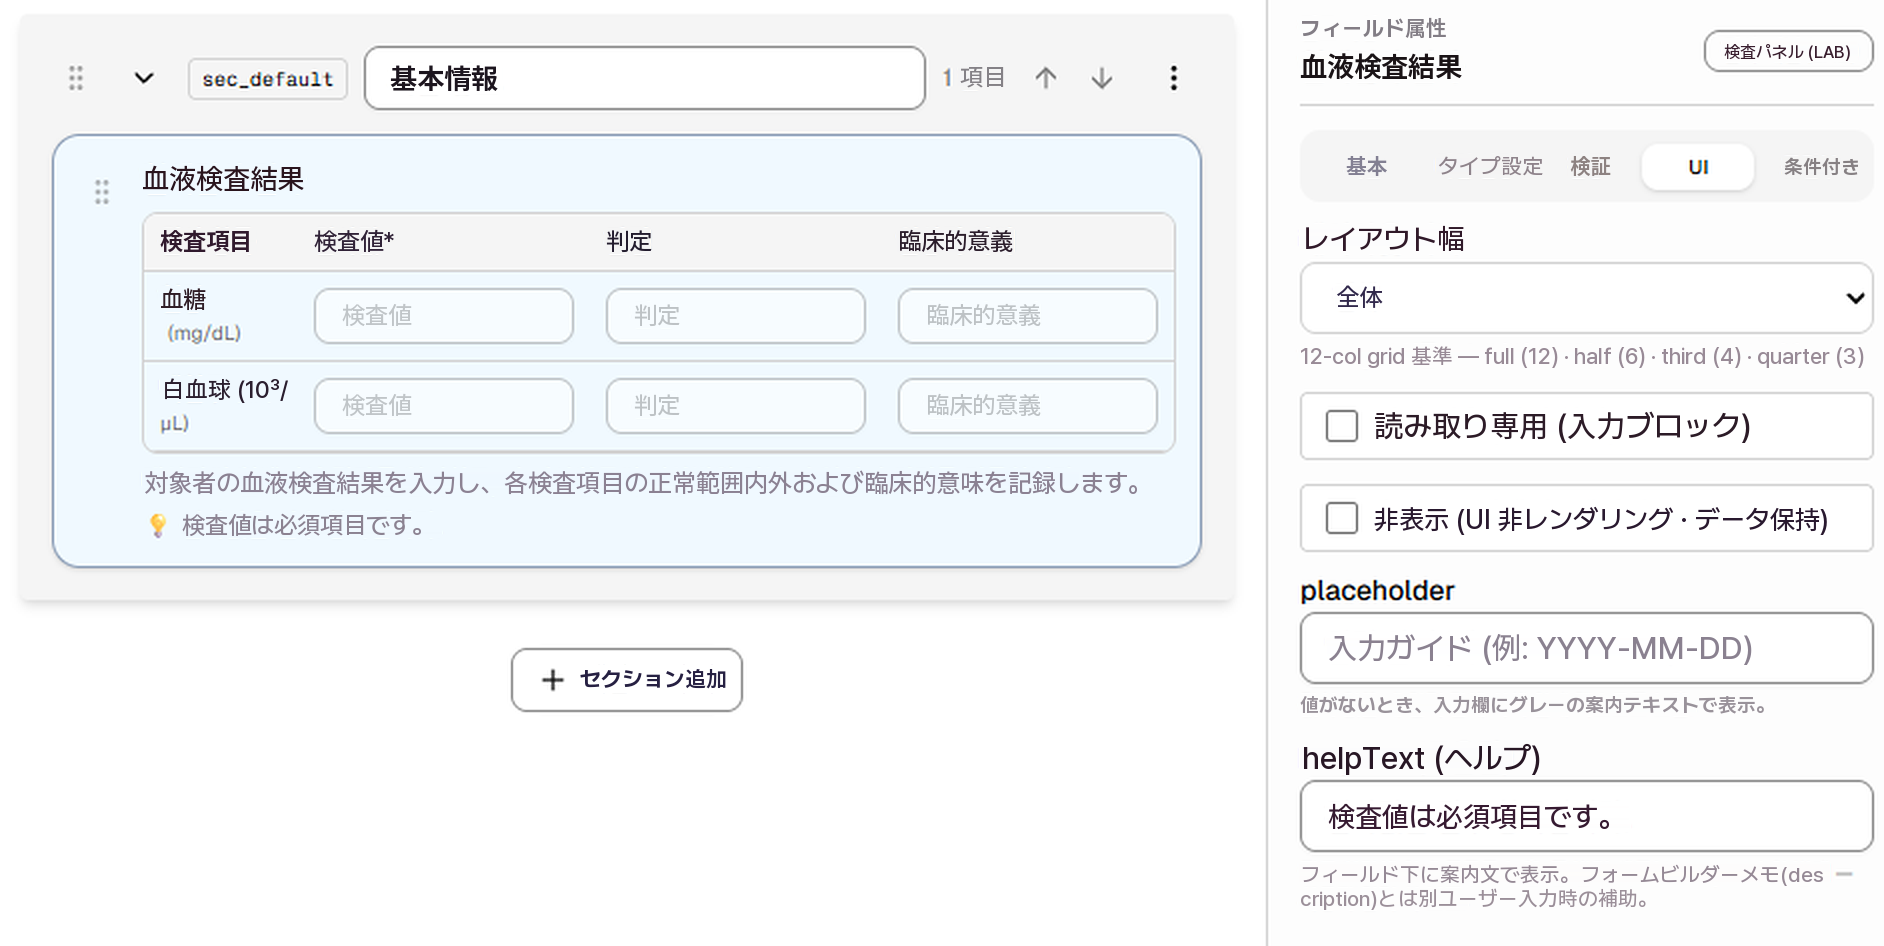 sec_default
基本情報
1 項目
血液検査結果
検査項目 検査値* 判定 臨床的意義
血糖
(mg/dL)
検査値 判定 臨床的意義
白血球 (10³/
μL)
検査値 判定 臨床的意義
対象者の血液検査結果を入力し、各検査項目の正常範囲内外および臨床的意味を記録します。
💡 検査値は必須項目です。
+ セクション追加
フィールド属性
血液検査結果
検査パネル (LAB)
基本 タイプ設定 検証 UI 条件付き
レイアウト幅
全体
12-col grid 基準 — full (12) · half (6) · third (4) · quarter (3)
読み取り専用 (入力ブロック)
非表示 (UI 非レンダリング · データ保持)
placeholder
入力ガイド (例: YYYY-MM-DD)
値がないとき、入力欄にグレーの案内テキストで表示。
helpText (ヘルプ)
検査値は必須項目です。
フィールド下に案内文で表示。フォームビルダーメモ(des —
cription)とは別ユーザー入力時の補助。